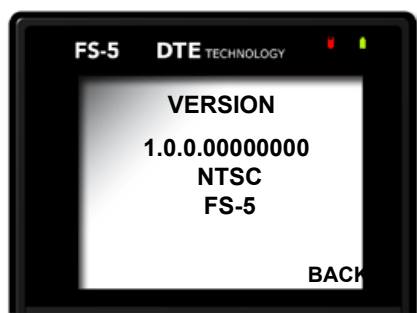 FS-5 DTE TECHNOLOGY
VERSION
1.0.0.00000000
NTSC
FS-5
BACK